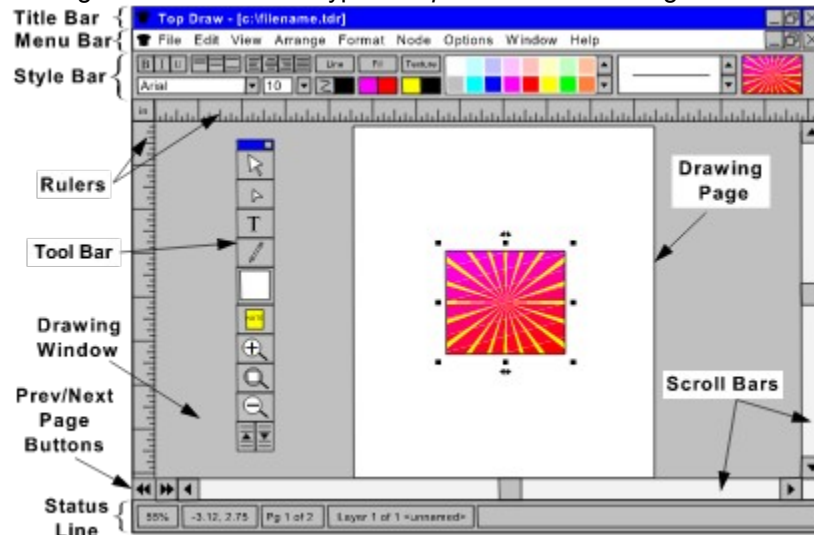 Title Bar
Top Draw - [c:\filename.tdr]
Menu Bar
File Edit View Arrange Format Node Options Window Help
Style Bar
B I U Line Fill Texture
Arial 10
in
Rulers
T
Tool Bar
Drawing
Page
Drawing
Window
Scroll Bars
Prev/Next
Page
Buttons
Status
Line
55% -3.12, 2.75 Pg 1 of 2 Layer 1 of 1 <unnamed>